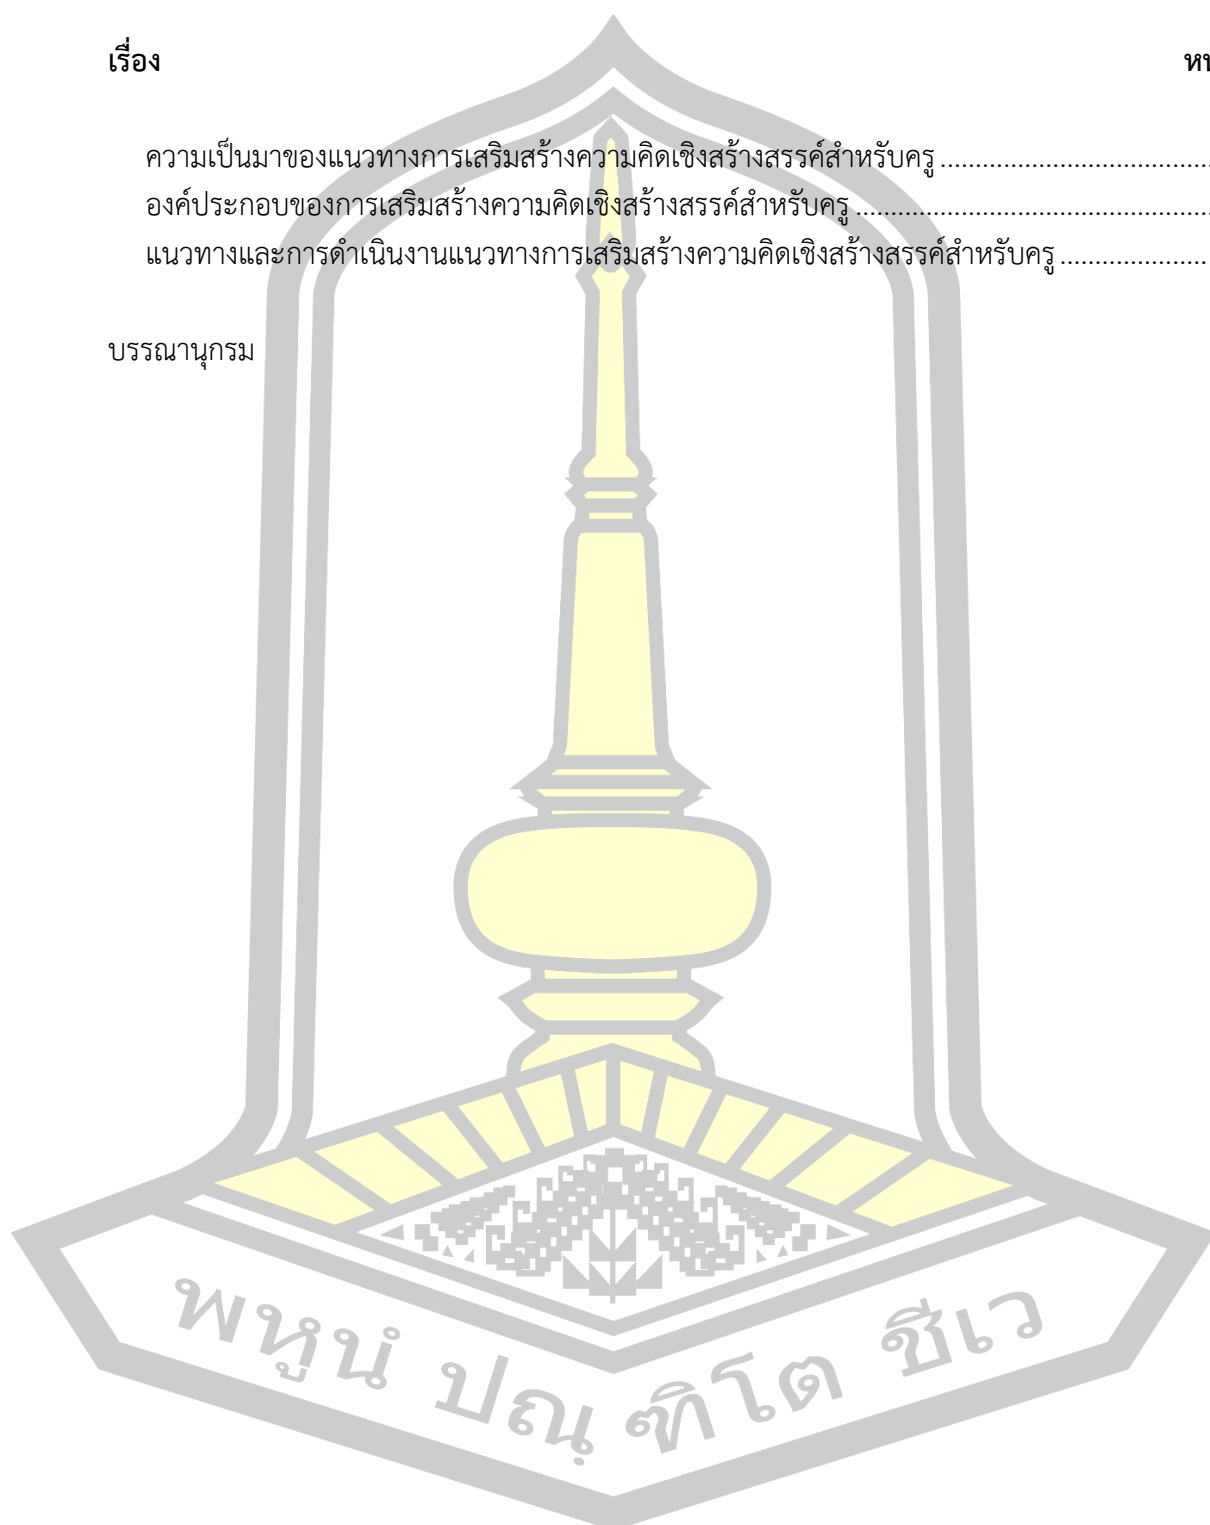 เรื่อง
ความเป็นมาของแนวทางการเสริมสร้างความคิดเชิงสร้างสรรค์สำหรับครู
องค์ประกอบของการเสริมสร้างความคิดเชิงสร้างสรรค์สำหรับครู
แนวทางและการดำเนินงานแนวทางการเสริมสร้างความคิดเชิงสร้างสรรค์สำหรับครู
บรรณานุกรม
พหูนํ ปณฺ ฑิโต ชีเว